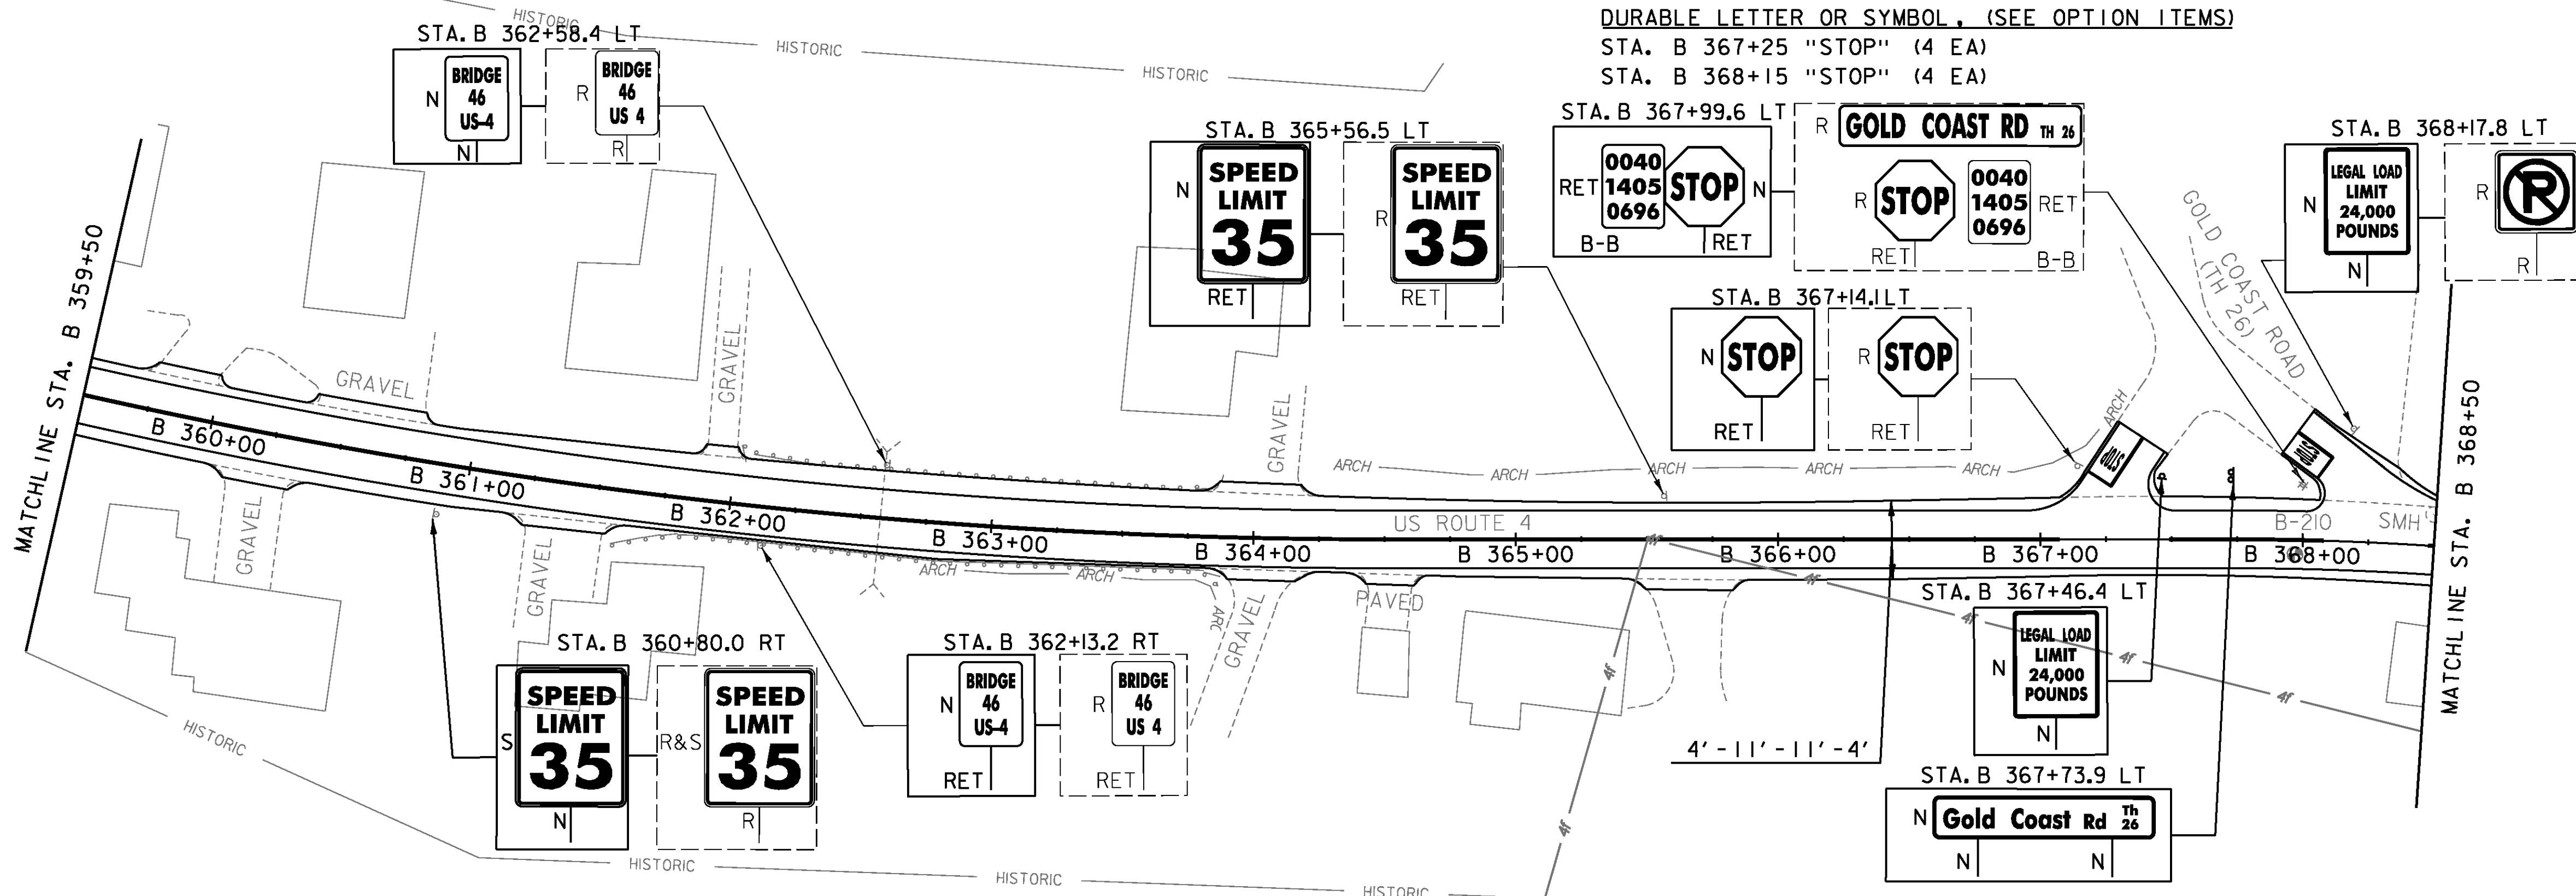 DURABLE LETTER OR SYMBOL, (SEE OPTION ITEMS)
STA. B 367+25 "STOP" (4 EA)
STA. B 368+15 "STOP" (4 EA)
HISTORIC
HISTORIC
HISTORIC
STA. B 362+58.4 LT
N
BRIDGE
46
US-4
N
R
BRIDGE
46
US 4
R
STA. B 365+56.5 LT
N
SPEED
LIMIT
35
RET
R
SPEED
LIMIT
35
RET
STA. B 367+99.6 LT
RET
0040
1405
0696
STOP
N
B-B
RET
R
GOLD COAST RD TH 26
R
STOP
0040
1405
0696
RET
RET
B-B
STA. B 368+17.8 LT
N
LEGAL LOAD
LIMIT
24,000
POUNDS
N
R
P
R
STA. B 367+14.1 LT
N
STOP
RET
R
STOP
RET
GOLD COAST ROAD
(TH 26)
MATCHLINE STA. B 359+50
GRAVEL
GRAVEL
GRAVEL
ARCH
ARCH
ARCH
ARCH
ARCH
ARCH
STOP
STOP
B 360+00
B 361+00
B 362+00
B 363+00
B 364+00
B 365+00
B 366+00
B 367+00
B 368+00
US ROUTE 4
B-210
SMH
MATCHLINE STA. B 368+50
GRAVEL
GRAVEL
ARCH
ARCH
ARC
GRAVEL
PAVED
4f
4f
4f
4f
4f
4f
4f
STA. B 360+80.0 RT
S
SPEED
LIMIT
35
N
R&S
SPEED
LIMIT
35
R
STA. B 362+13.2 RT
N
BRIDGE
46
US-4
RET
R
BRIDGE
46
US 4
RET
4'-11'-11'-4'
STA. B 367+46.4 LT
N
LEGAL LOAD
LIMIT
24,000
POUNDS
N
STA. B 367+73.9 LT
N
Gold Coast Rd Th 26
N
N
HISTORIC
HISTORIC
HISTORIC
HISTORIC